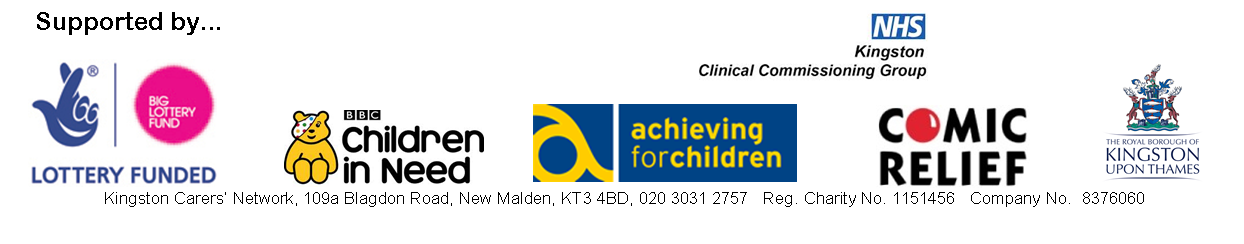 Supported by...
NHS
Kingston
Clinical Commissioning Group
®
BIG
LOTTERY
FUND
LOTTERY FUNDED
BBC
Children
in Need
achieving
forchildren
COMIC
RELIEF
THE ROYAL BOROUGH OF
KINGSTON
UPON THAMES
Kingston Carers' Network, 109a Blagdon Road, New Malden, KT3 4BD, 020 3031 2757 Reg. Charity No. 1151456 Company No. 8376060